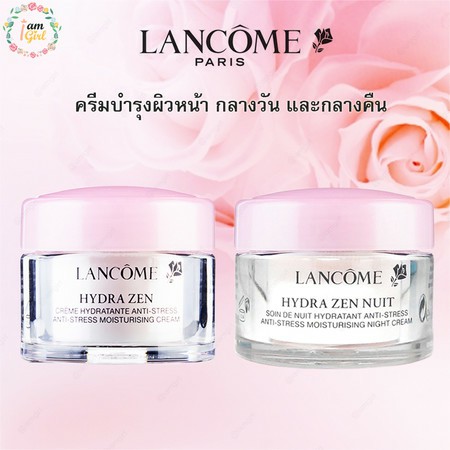 i am
Girl
LANCÔME
PARIS
ครีมบำรุงผิวหน้า กลางวัน และกลางคืน
LANCÔME
HYDRA ZEN
CRÈME HYDRATANTE ANTI-STRESS
ANTI-STRESS MOISTURISING CREAM
LANCÔME
HYDRA ZEN NUIT
SOIN DE NUIT HYDRATANT ANTI-STRESS
ANTI-STRESS MOISTURISING NIGHT CREAM